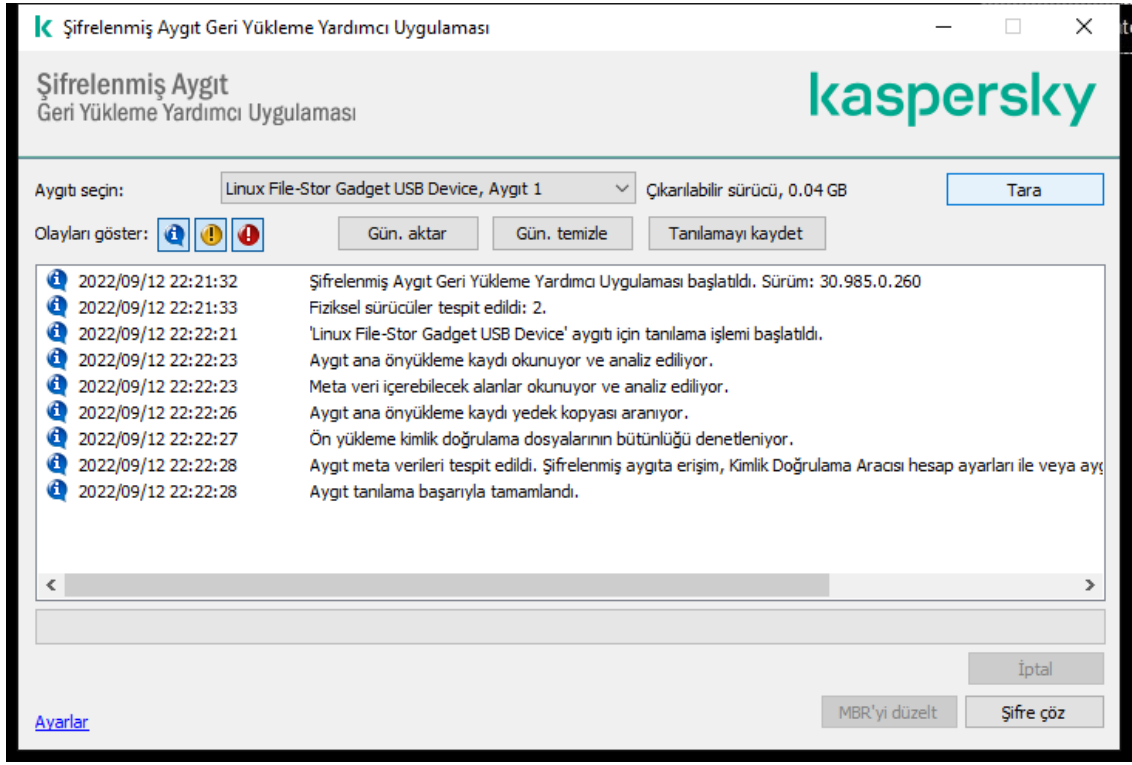 Şifrelenmiş Aygıt Geri Yükleme Yardımcı Uygulaması
Şifrelenmiş Aygıt
Geri Yükleme Yardımcı Uygulaması
kaspersky
Aygıtı seçin: Linux File-Stor Gadget USB Device, Aygıt 1 Çıkarılabilir sürücü, 0.04 GB Tara
Olayları göster: Gün. aktar Gün. temizle Tanılamayı kaydet
2022/09/12 22:21:32 Şifrelenmiş Aygıt Geri Yükleme Yardımcı Uygulaması başlatıldı. Sürüm: 30.985.0.260
2022/09/12 22:21:33 Fiziksel sürücüler tespit edildi: 2.
2022/09/12 22:22:21 'Linux File-Stor Gadget USB Device' aygıtı için tanılama işlemi başlatıldı.
2022/09/12 22:22:23 Aygıt ana önyükleme kaydı okunuyor ve analiz ediliyor.
2022/09/12 22:22:23 Meta veri içerebilecek alanlar okunuyor ve analiz ediliyor.
2022/09/12 22:22:26 Aygıt ana önyükleme kaydı yedek kopyası aranıyor.
2022/09/12 22:22:27 Ön yükleme kimlik doğrulama dosyalarının bütünlüğü denetleniyor.
2022/09/12 22:22:28 Aygıt meta verileri tespit edildi. Şifrelenmiş aygıta erişim, Kimlik Doğrulama Aracısı hesap ayarları ile veya
2022/09/12 22:22:28 Aygıt tanılama başarıyla tamamlandı.
İptal
MBR'yi düzelt Şifre çöz
Ayarlar